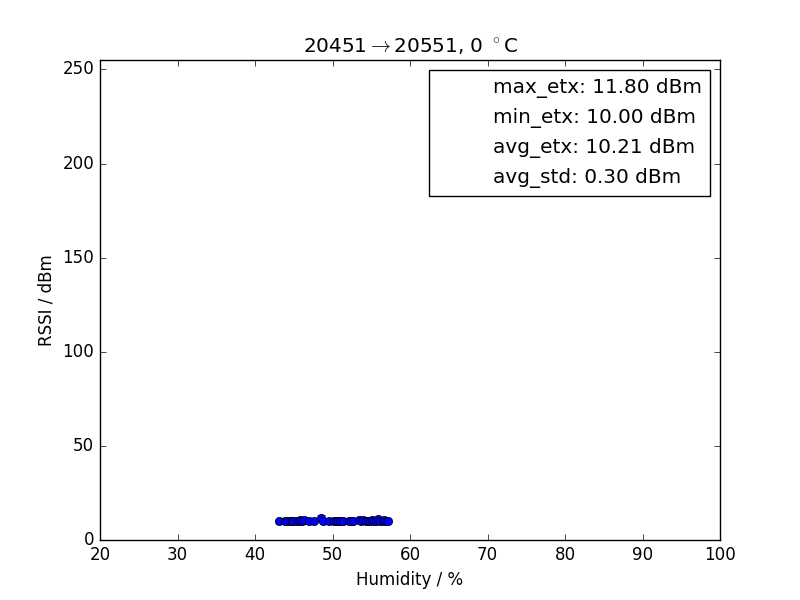 20451→20551, 0 °C
250
200
150
100
50
0
RSSI / dBm
max_etx: 11.80 dBm
min_etx: 10.00 dBm
avg_etx: 10.21 dBm
avg_std: 0.30 dBm
20 30 40 50 60 70 80 90 100
Humidity / %